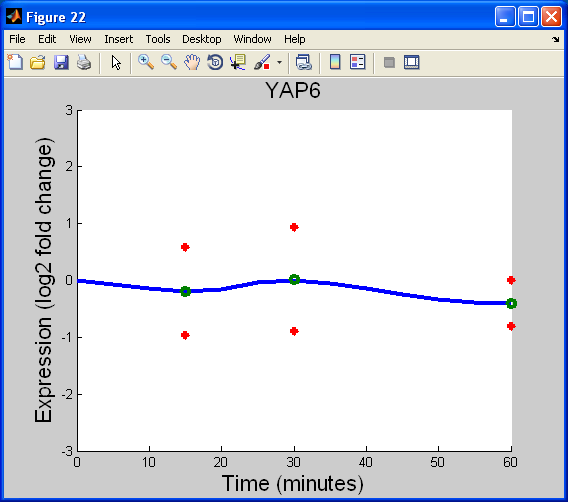 Figure 22
File Edit View Insert Tools Desktop Window Help
YAP6
Expression (log2 fold change)
3
2
1
0
-1
-2
-3
0 10 20 30 40 50 60
Time (minutes)